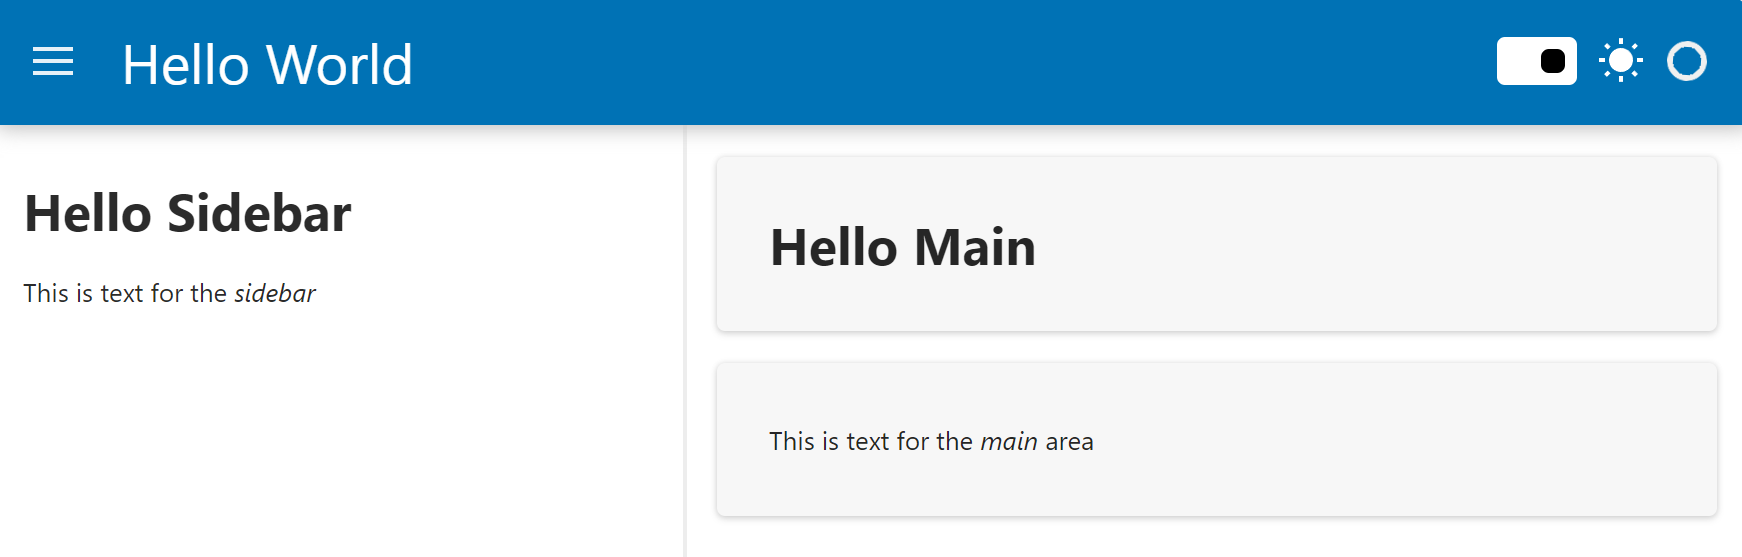 Hello World
Hello Sidebar
This is text for the sidebar
Hello Main
This is text for the main area